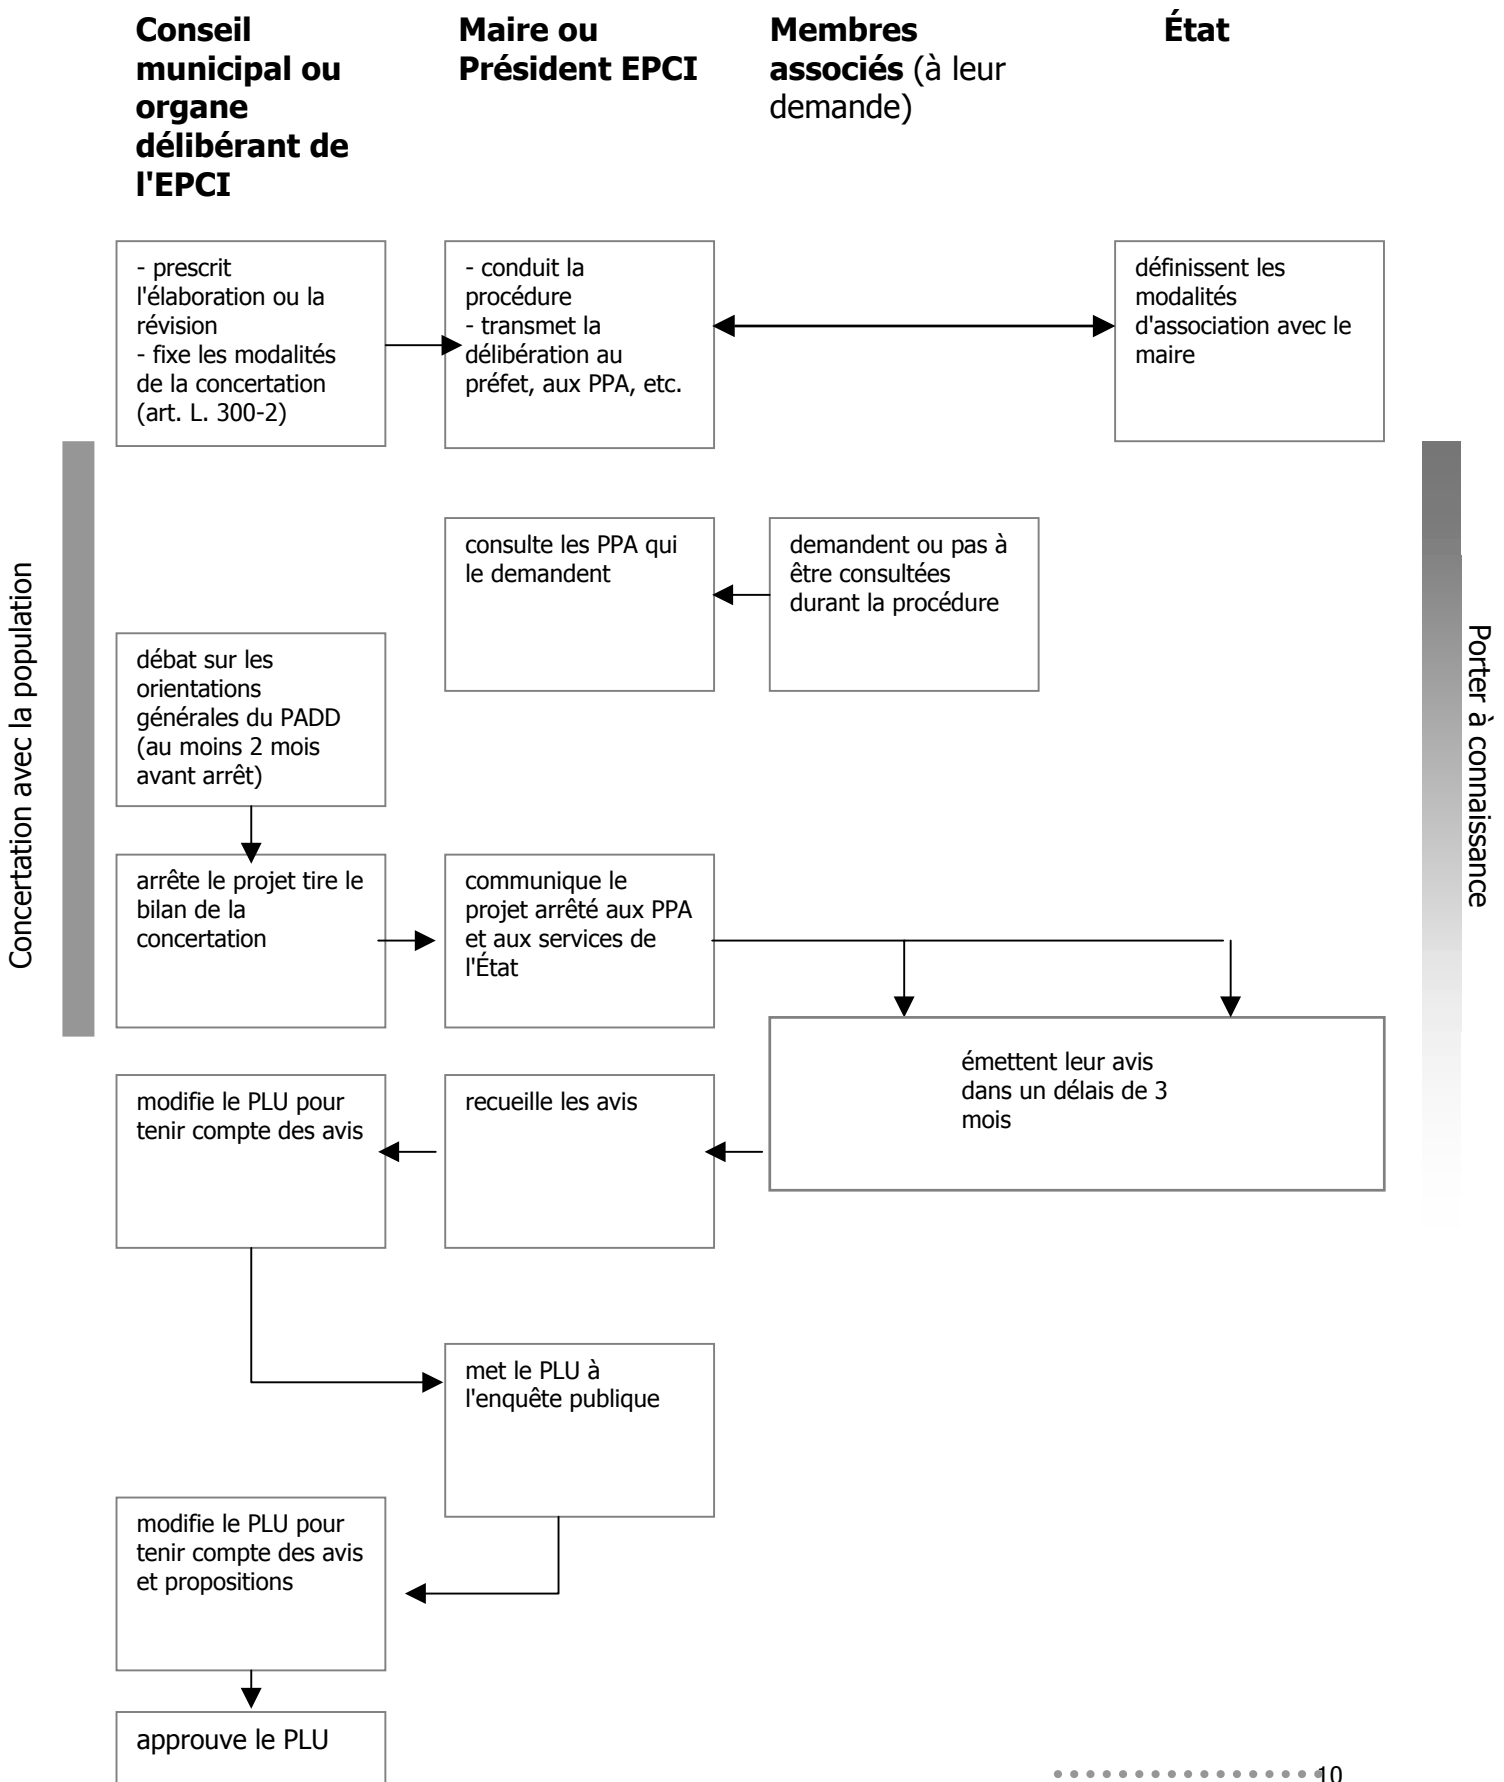 Conseil
municipal ou
organe
délibérant de
l'EPCI
Maire ou
Président EPCI
Membres
associés (à leur
demande)
État
- prescrit
l'élaboration ou la
révision
- fixe les modalités
de la concertation
(art. L. 300-2)
- conduit la
procédure
- transmet la
délibération au
préfet, aux PPA, etc.
définissent les
modalités
d'association avec le
maire
Concertation avec la population
Porter à connaissance
consulte les PPA qui
le demandent
demandent ou pas à
être consultées
durant la procédure
débat sur les
orientations
générales du PADD
(au moins 2 mois
avant arrêt)
arrête le projet tire le
bilan de la
concertation
communique le
projet arrêté aux PPA
et aux services de
l'État
émettent leur avis
dans un délais de 3
mois
modifie le PLU pour
tenir compte des avis
recueille les avis
met le PLU à
l'enquête publique
modifie le PLU pour
tenir compte des avis
et propositions
approuve le PLU
10